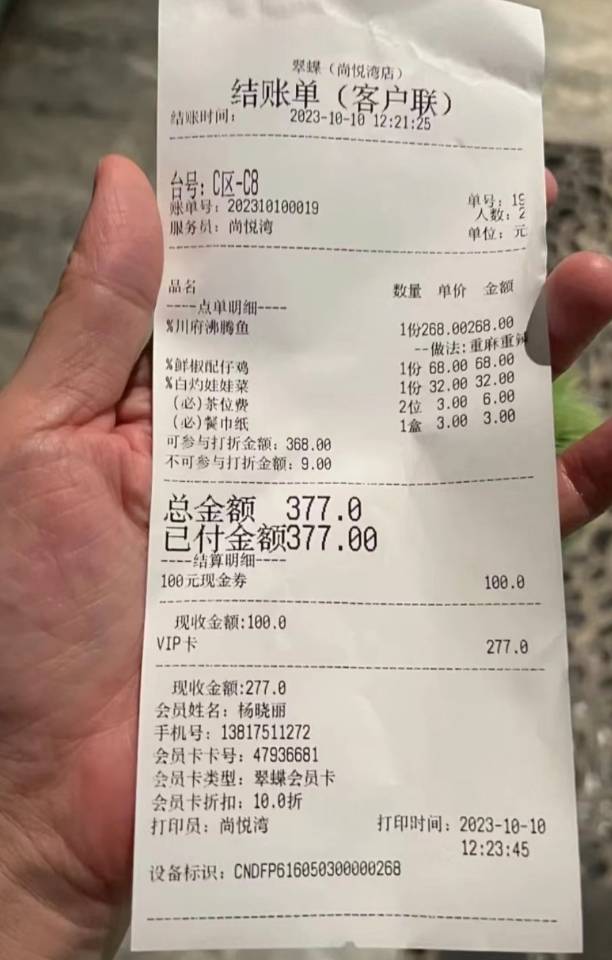 翠蝶（尚悦湾店）
结账单（客户联）
结账时间： 2023-10-10 12:21:25
台号：C区-C8
账单号：202310100019 单号：19
服务员：尚悦湾 人数：2
单位：元
品名 数量 单价 金额
----点单明细----
%川府沸腾鱼 1份268.00268.00
--做法：重麻重辣
%鲜椒配仔鸡 1份 68.00 68.00
%白灼娃娃菜 1份 32.00 32.00
（必）茶位费 2位 3.00 6.00
（必）餐巾纸 1盒 3.00 3.00
可参与打折金额：368.00
不可参与打折金额：9.00
总金额 377.0
已付金额377.00
----结算明细----
100元现金券 100.0
现收金额:100.0
VIP卡 277.0
现收金额:277.0
会员姓名：杨晓丽
手机号：13817511272
会员卡卡号：47936681
会员卡类型：翠蝶会员卡
会员卡折扣：10.0折
打印员：尚悦湾 打印时间：2023-10-10
12:23:45
设备标识：CNDFP616050300000268